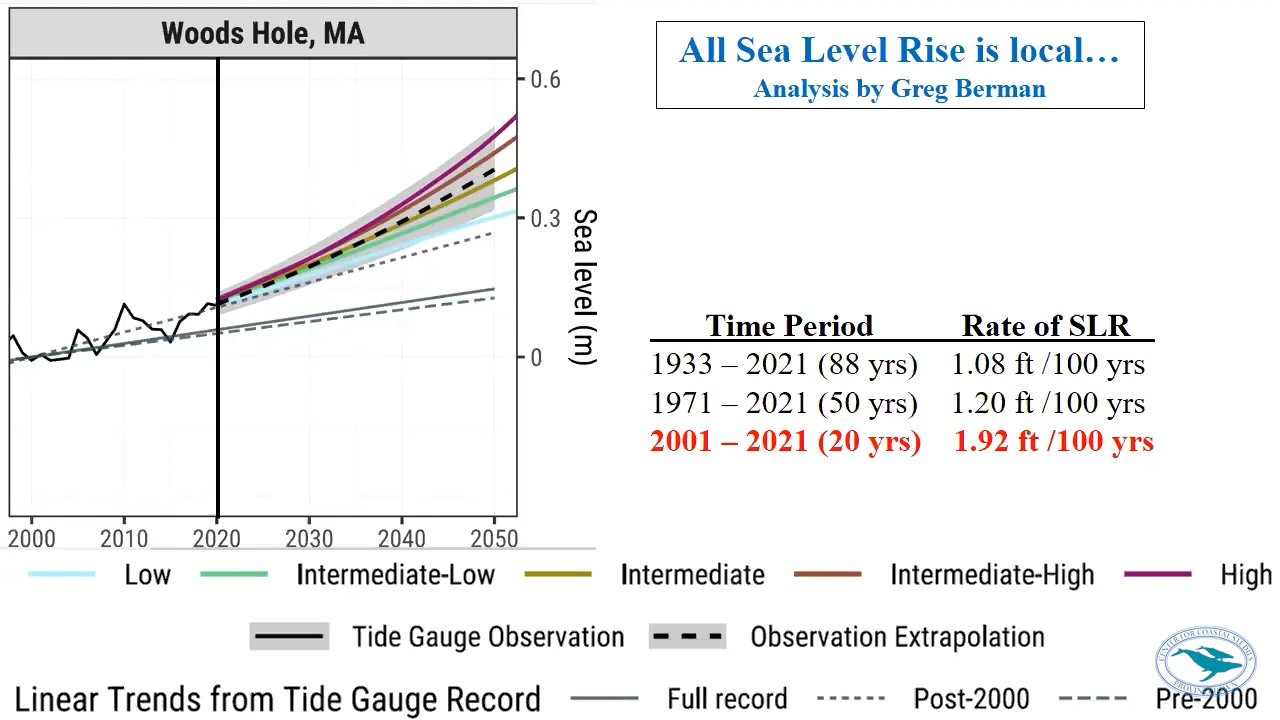 Woods Hole, MA
All Sea Level Rise is local…
Analysis by Greg Berman
0.6
0.3
0
Sea level (m)
2000 2010 2020 2030 2040 2050
Time Period Rate of SLR
1933 – 2021 (88 yrs) 1.08 ft /100 yrs
1971 – 2021 (50 yrs) 1.20 ft /100 yrs
2001 – 2021 (20 yrs) 1.92 ft /100 yrs
Low Intermediate-Low Intermediate Intermediate-High High
Tide Gauge Observation Observation Extrapolation
CENTER FOR COASTAL STUDIES
Linear Trends from Tide Gauge Record Full record Post-2000 Pre-2000